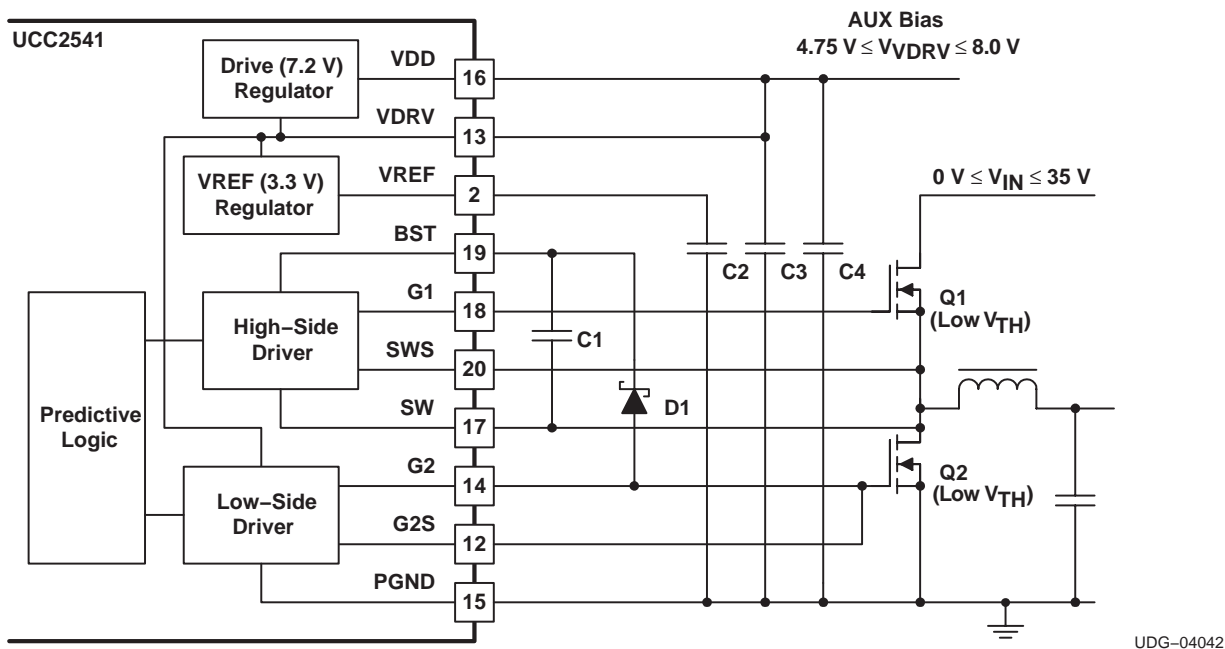 UCC2541
AUX Bias
4.75 V ≤ VVDRV ≤ 8.0 V
Drive (7.2 V)
Regulator
VDD
16
VDRV
13
VREF (3.3 V)
Regulator
VREF
2
0 V ≤ VIN ≤ 35 V
BST
19
C2
C3
C4
G1
18
Q1
(Low VTH)
High–Side
Driver
C1
SWS
20
Predictive
Logic
SW
17
D1
G2
14
Q2
(Low VTH)
Low–Side
Driver
G2S
12
PGND
15
UDG–04042